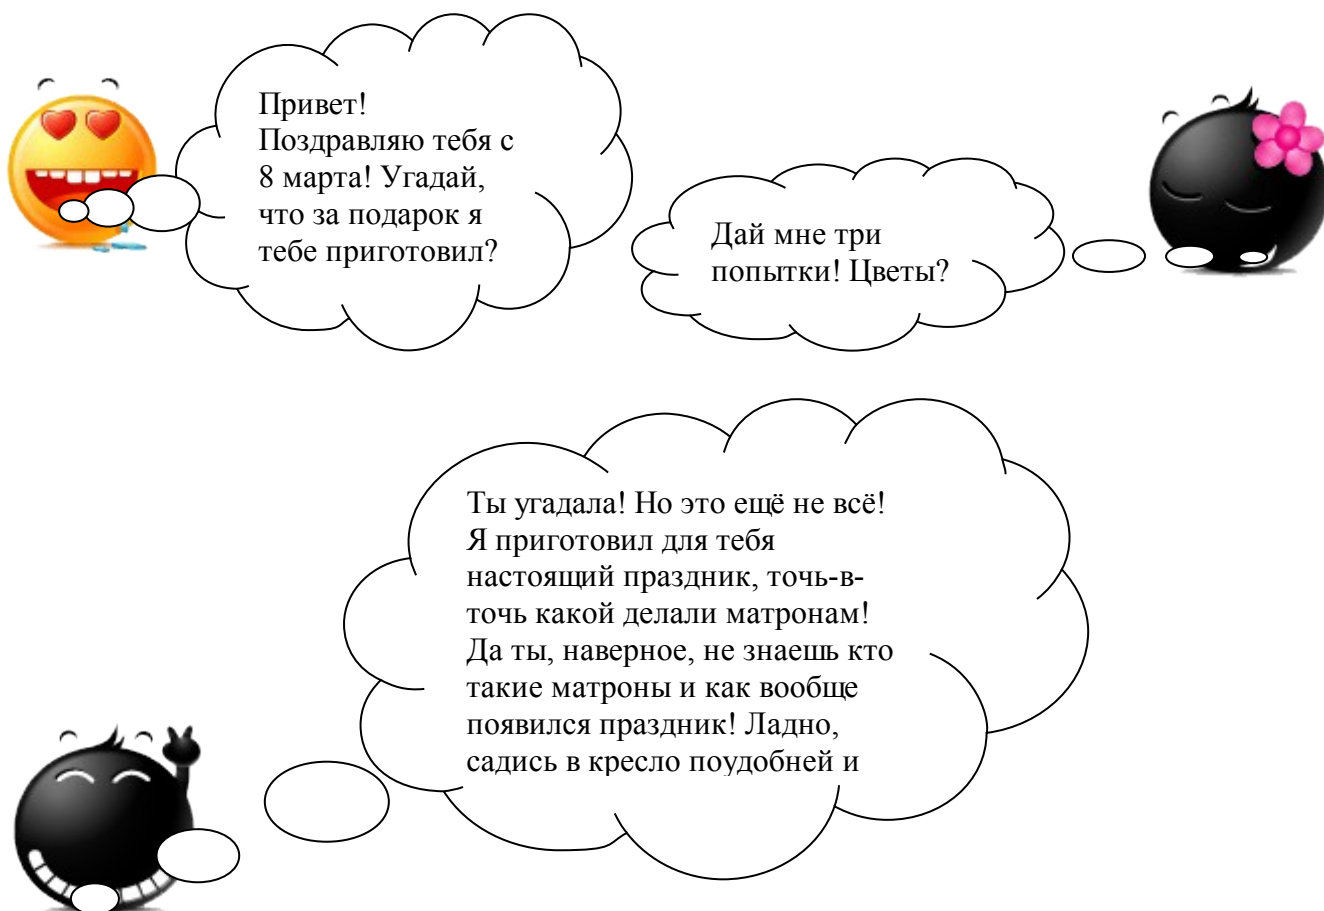 Привет!
Поздравляю тебя с
8 марта! Угадай,
что за подарок я
тебе приготовил?
Дай мне три
попытки! Цветы?
Ты угадала! Но это ещё не всё!
Я приготовил для тебя
настоящий праздник, точь-в-
точь какой делали матронам!
Да ты, наверное, не знаешь кто
такие матроны и как вообще
появился праздник! Ладно,
садись в кресло поудобней и